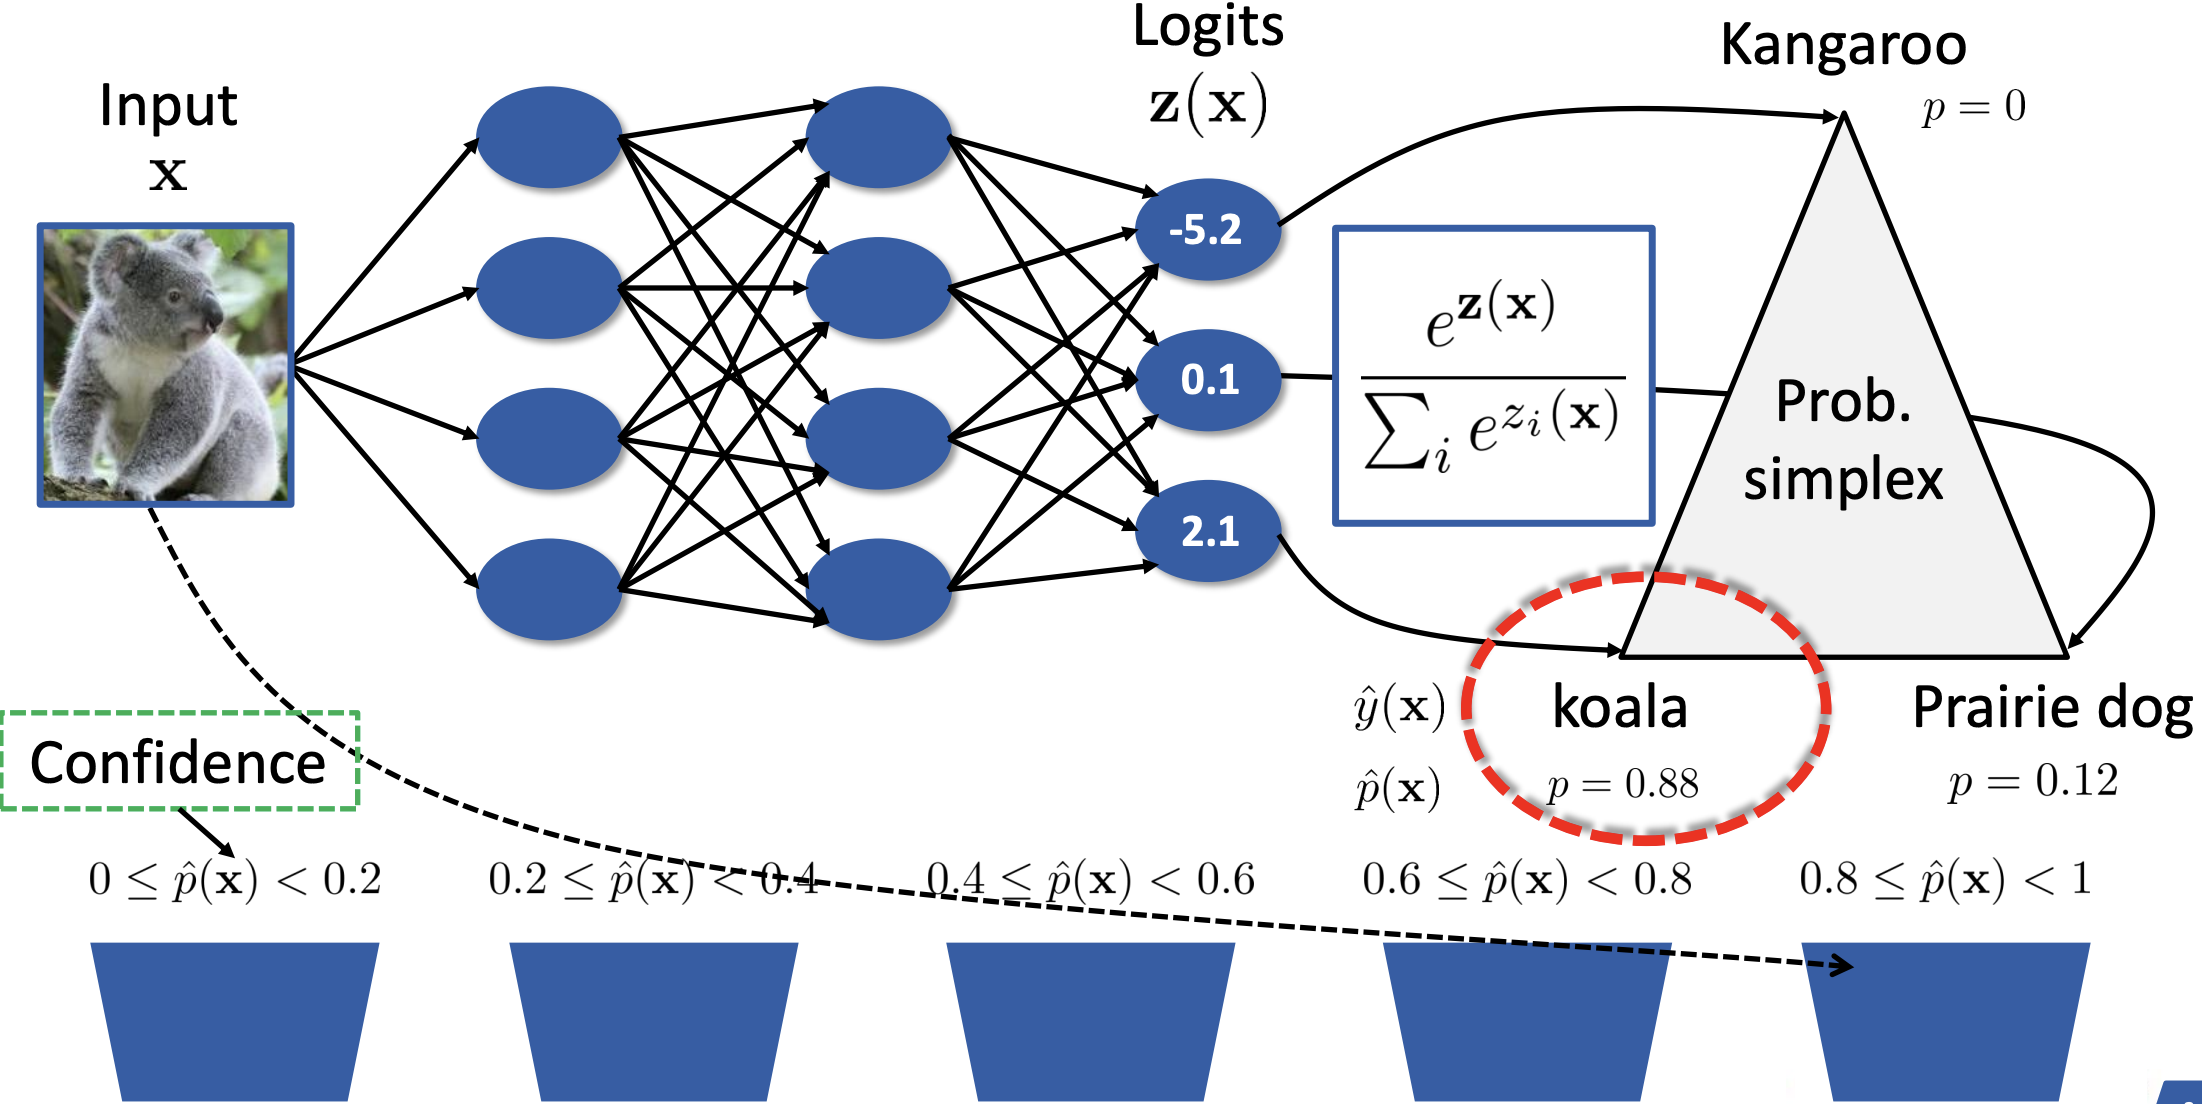 Input
x
Logits
z(x)
-5.2
0.1
2.1
e^{z(x)}
∑_i e^{z_i(x)}
Kangaroo
p = 0
Prob.
simplex
ŷ(x)
koala
Prairie dog
p̂(x)
p = 0.88
p = 0.12
Confidence
0 ≤ p̂(x) < 0.2
0.2 ≤ p̂(x) < 0.4
0.4 ≤ p̂(x) < 0.6
0.6 ≤ p̂(x) < 0.8
0.8 ≤ p̂(x) < 1